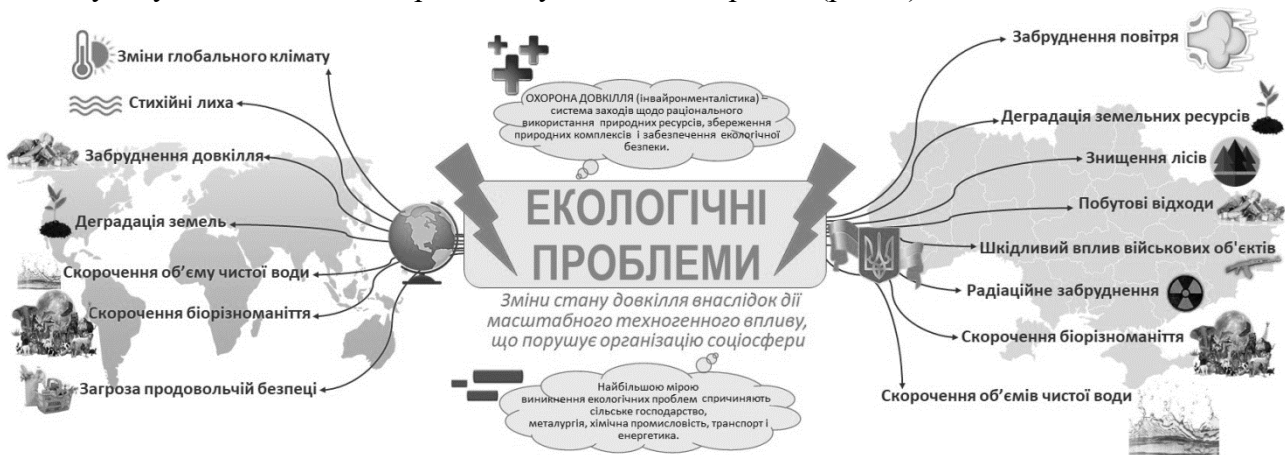 Зміни глобального клімату
Стихійні лиха
Забруднення довкілля
Деградація земель
Скорочення об’єму чистої води
Скорочення біорізноманіття
Загроза продовольчій безпеці
ОХОРОНА ДОВКІЛЛЯ (інвайронменталістика) –
система заходів щодо раціонального
використання природних ресурсів, збереження
природних комплексів і забезпечення екологічної
безпеки.
ЕКОЛОГІЧНІ
ПРОБЛЕМИ
Зміни стану довкілля внаслідок дії
масштабного техногенного впливу,
що порушує організацію соціосфери
Найбільшою мірою
виникнення екологічних проблем спричиняють
сільське господарство,
металургія, хімічна промисловість, транспорт і
енергетика.
Забруднення повітря
Деградація земельних ресурсів
Знищення лісів
Побутові відходи
Шкідливий вплив військових об'єктів
Радіаційне забруднення
Скорочення біорізноманіття
Скорочення об’ємів чистої води